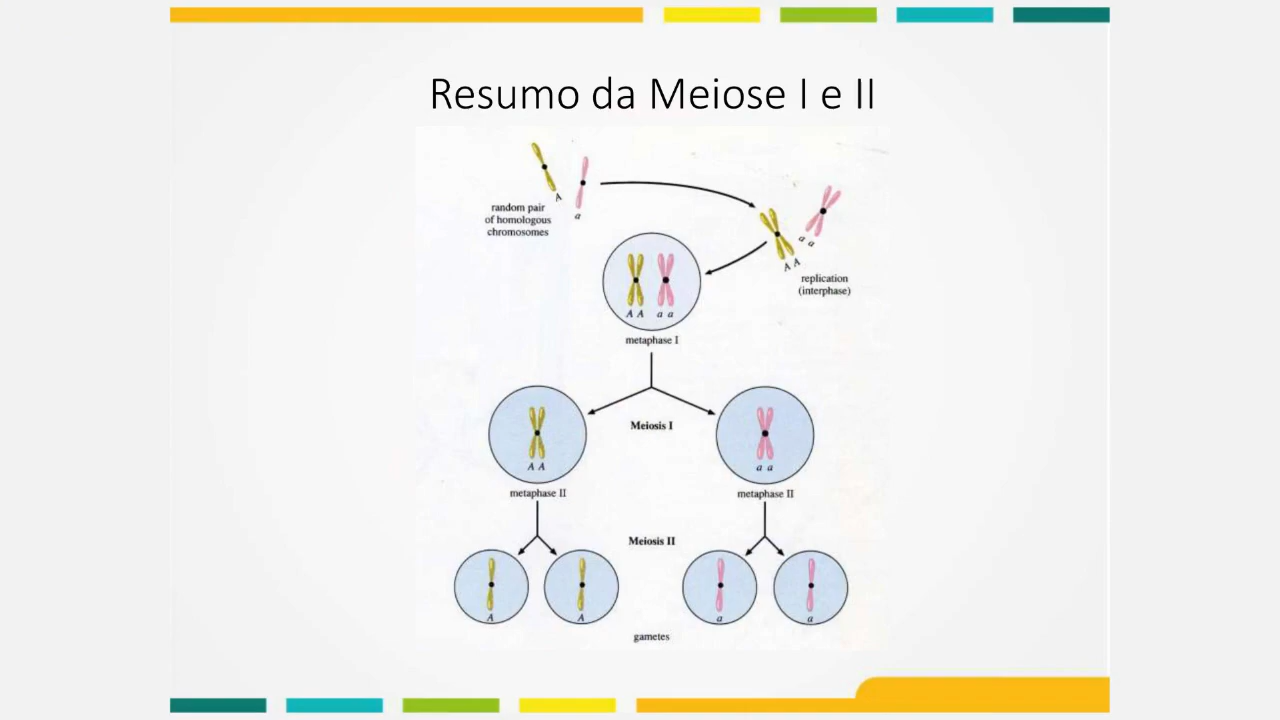 Resumo da Meiose I e II
A
a
random pair
of homologous
chromosomes
a a
A A
replication
(interphase)
A A a a
metaphase I
Meiosis I
A A
a a
metaphase II
metaphase II
Meiosis II
A
A
a
a
gametes